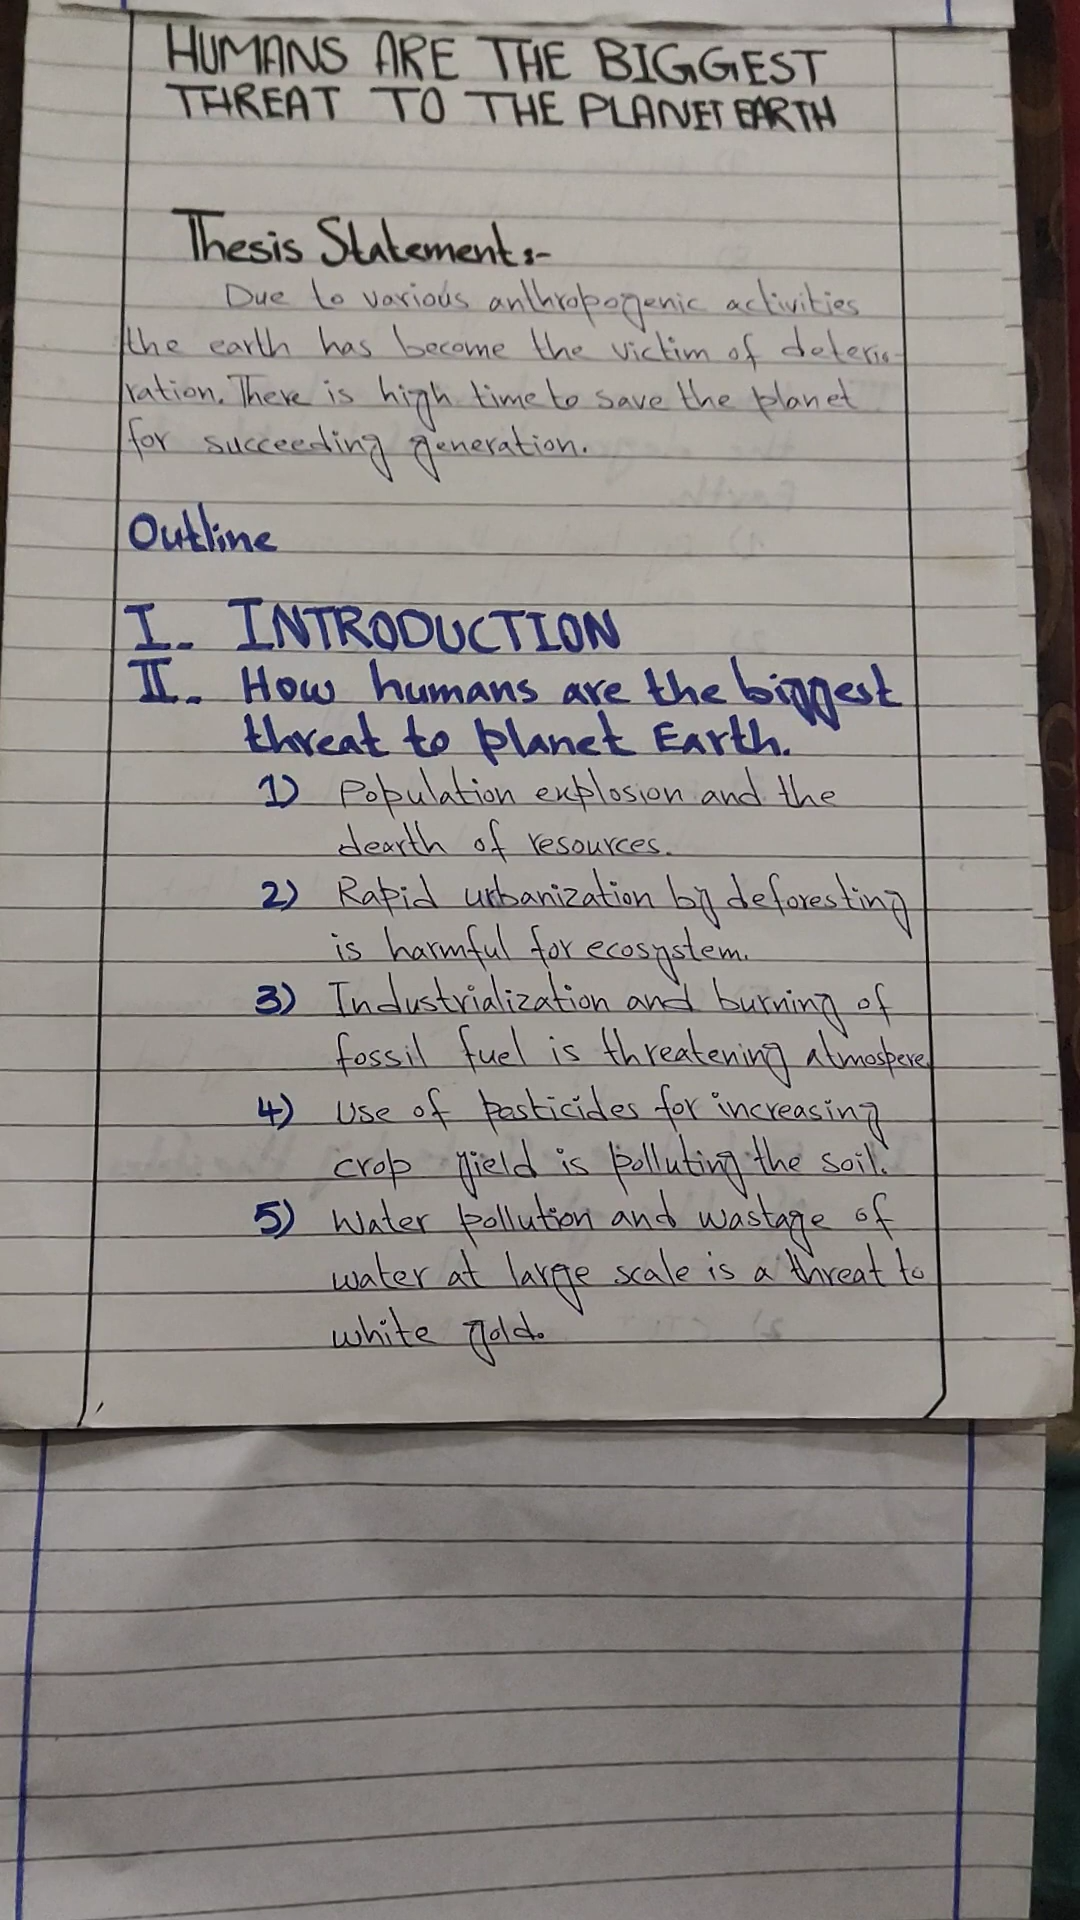 HUMANS ARE THE BIGGEST
THREAT TO THE PLANET EARTH
Thesis Statement:-
Due to various anthropogenic activities
the earth has become the victim of deterio-
ration. There is high time to save the planet
for succeeding generation.
Outline
I. INTRODUCTION
II. How humans are the biggest
threat to planet Earth.
1) Population explosion and the
dearth of resources.
2) Rapid urbanization by deforesting
is harmful for ecosystem.
3) Industrialization and burning of
fossil fuel is threatening atmospere
4) Use of pesticides for increasing
crop yield is polluting the soil.
5) Water pollution and wastage of
water at large scale is a threat to
white gold.